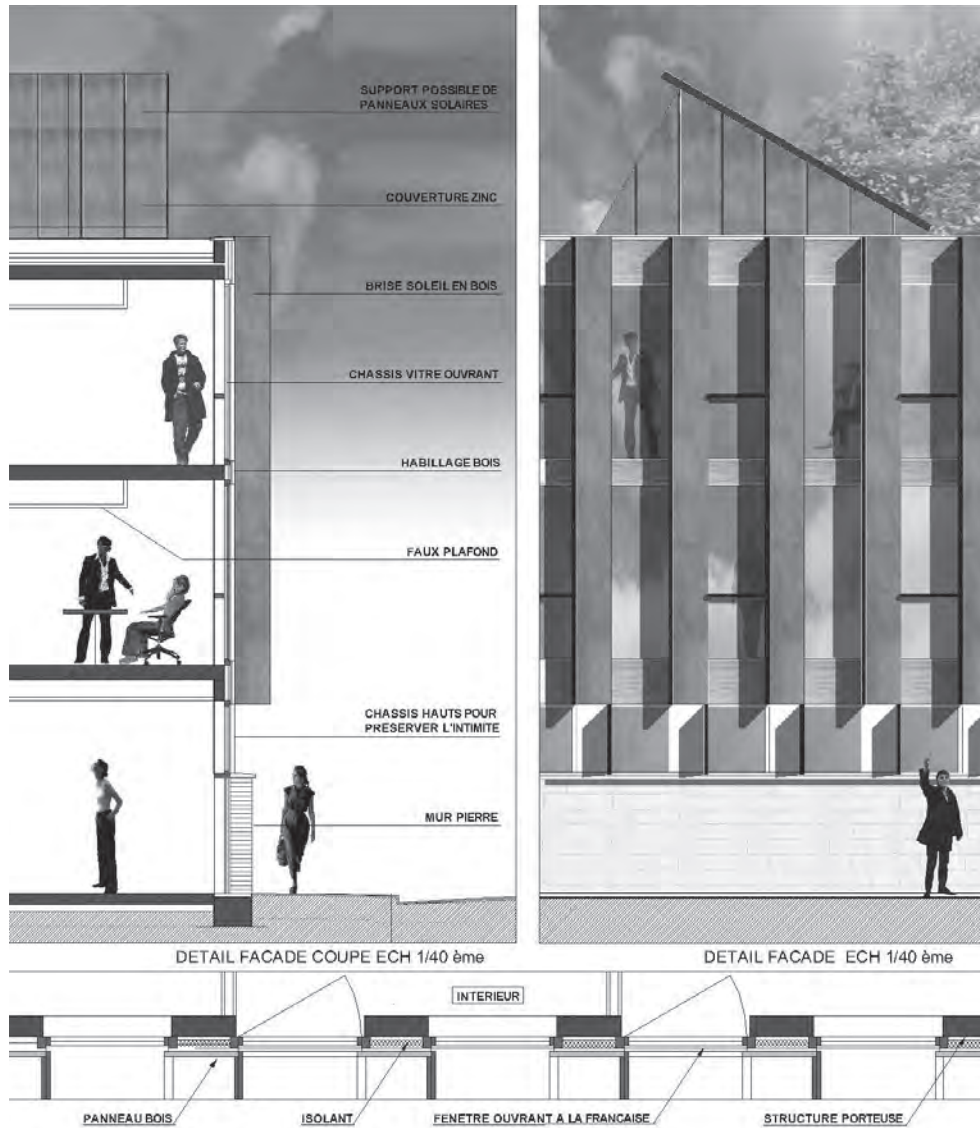 SUPPORT POSSIBLE DE
PANNEAUX SOLAIRES
COUVERTURE ZINC
BRISE SOLEIL EN BOIS
CHASSIS VITRE OUVRANT
HABILLAGE BOIS
FAUX PLAFOND
CHASSIS HAUTS POUR
PRESERVER L'INTIMITE
MUR PIERRE
DETAIL FACADE COUPE ECH 1/40 ème
DETAIL FACADE ECH 1/40 ème
INTERIEUR
PANNEAU BOIS
ISOLANT
FENETRE OUVRANT A LA FRANCAISE
STRUCTURE PORTEUSE